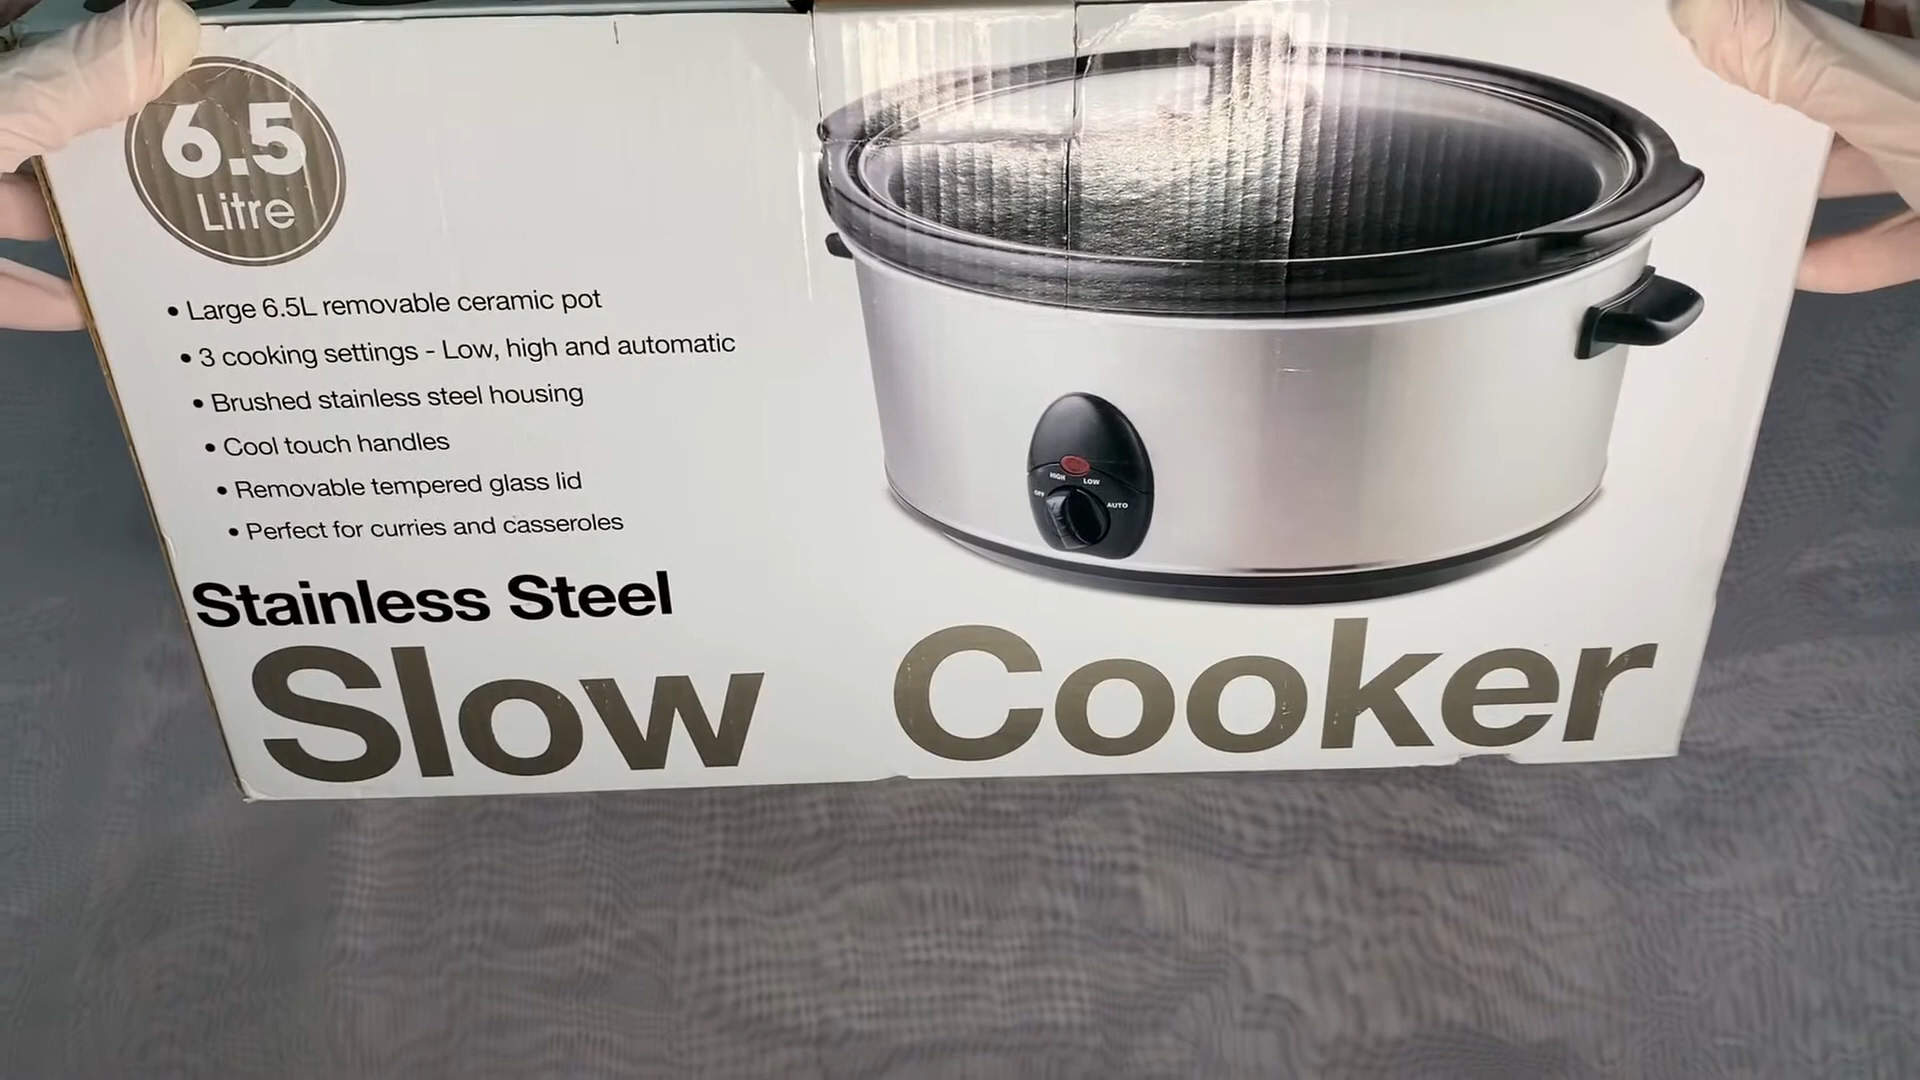 6.5
Litre
• Large 6.5L removable ceramic pot
• 3 cooking settings - Low, high and automatic
• Brushed stainless steel housing
• Cool touch handles
• Removable tempered glass lid
• Perfect for curries and casseroles
OFF HIGH LOW AUTO
Stainless Steel
Slow Cooker